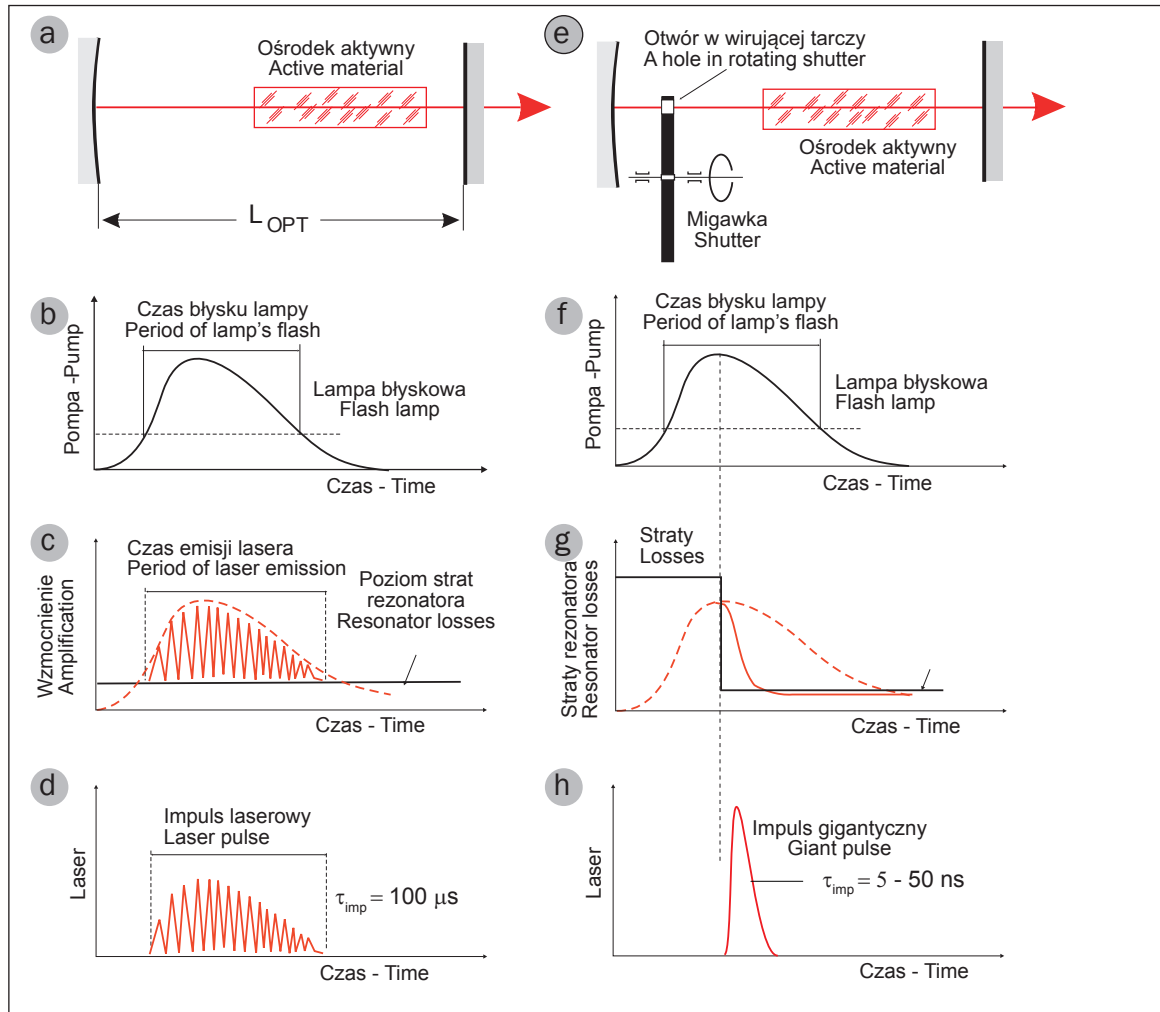 a
Ośrodek aktywny
Active material
L OPT
b
Czas błysku lampy
Period of lamp's flash
Lampa błyskowa
Flash lamp
Pompa -Pump
Czas - Time
c
Czas emisji lasera
Period of laser emission
Poziom strat
rezonatora
Resonator losses
Wzmocnienie
Amplification
Czas - Time
d
Impuls laserowy
Laser pulse
τimp = 100 μs
Laser
Czas - Time
e
Otwór w wirującej tarczy
A hole in rotating shutter
Ośrodek aktywny
Active material
Migawka
Shutter
f
Czas błysku lampy
Period of lamp's flash
Lampa błyskowa
Flash lamp
Pompa -Pump
Czas - Time
g
Straty
Losses
Straty rezonatora
Resonator losses
Czas - Time
h
Impuls gigantyczny
Giant pulse
τimp = 5 - 50 ns
Laser
Czas - Time